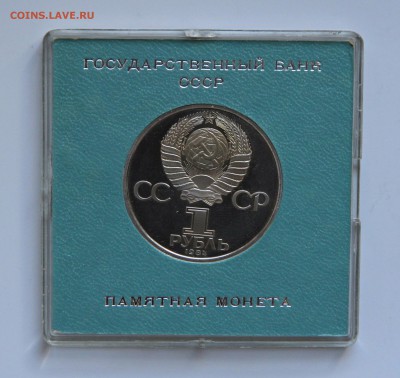 COINS.LAVE.RU
ГОСУДАРСТВЕННЫЙ БАНК
СССР
СС СР
1
РУБЛЬ
ПАМЯТНАЯ МОНЕТА